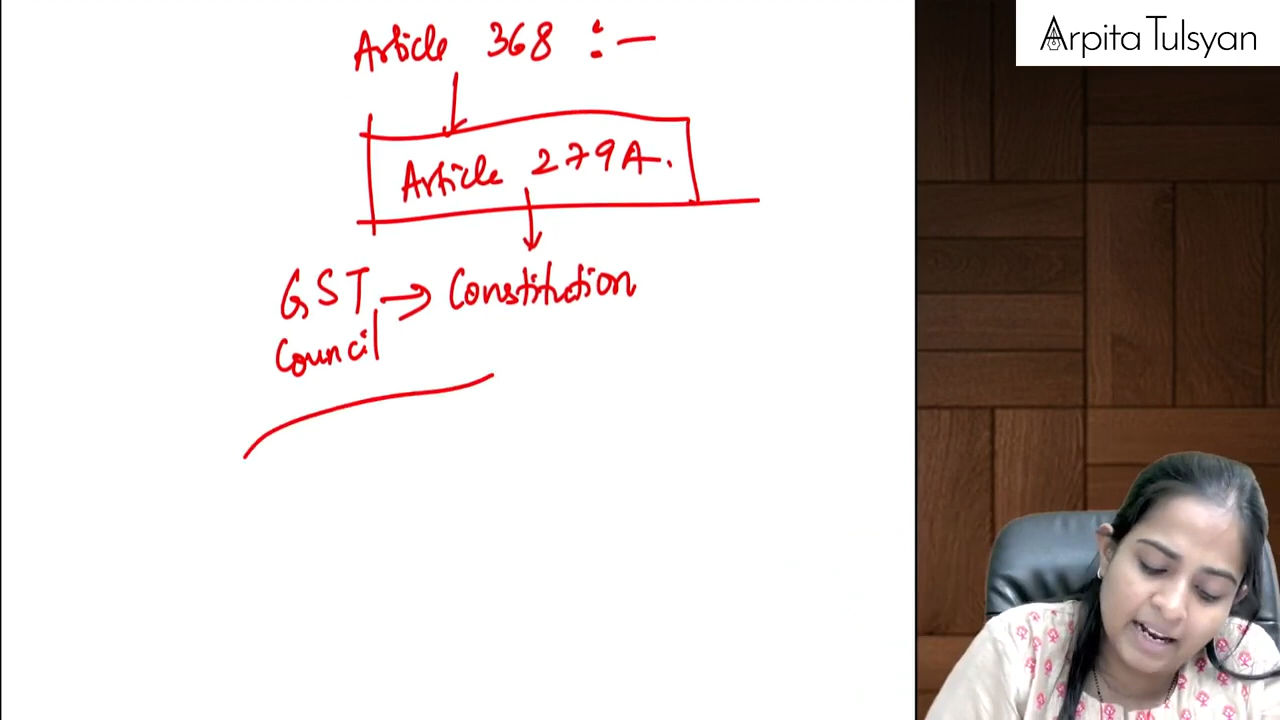 Arpita Tulsyan
Article 368 :-
Article 279A.
GST → Constitution
Council